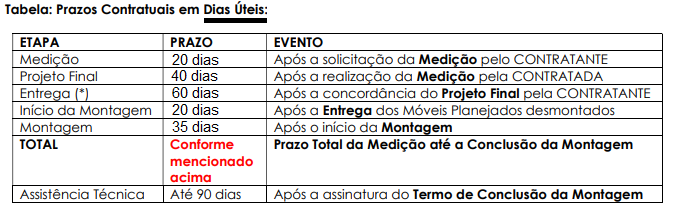 Tabela: Prazos Contratuais em Dias Úteis:
ETAPA PRAZO EVENTO
Medição 20 dias Após a solicitação da Medição pelo CONTRATANTE
Projeto Final 40 dias Após a realização da Medição pela CONTRATADA
Entrega (*) 60 dias Após a concordância do Projeto Final pela CONTRATANTE
Início da Montagem 20 dias Após a Entrega dos Móveis Planejados desmontados
Montagem 35 dias Após o início da Montagem
TOTAL Conforme Prazo Total da Medição até a Conclusão da Montagem
mencionado
acima
Assistência Técnica Até 90 dias Após a assinatura do Termo de Conclusão da Montagem